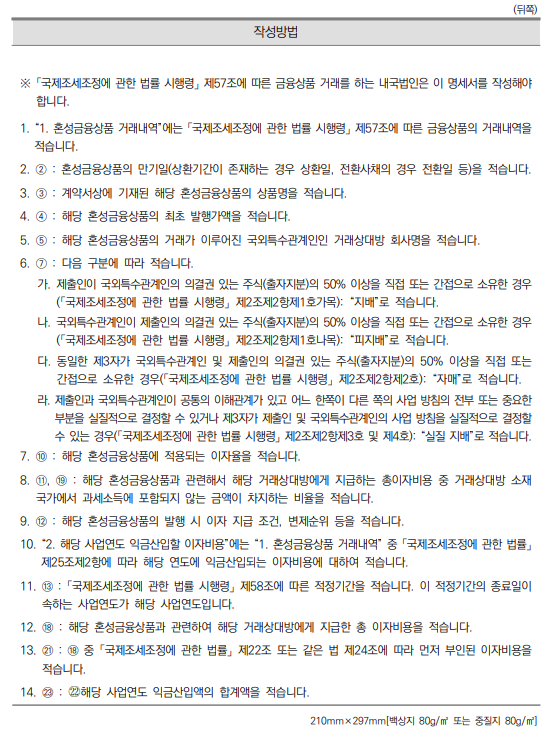 (뒤쪽)
작성방법
※ 「국제조세조정에 관한 법률 시행령」 제57조에 따른 금융상품 거래를 하는 내국법인은 이 명세서를 작성해야
합니다.
1. “1. 혼성금융상품 거래내역”에는 「국제조세조정에 관한 법률 시행령」 제57조에 따른 금융상품의 거래내역을
적습니다.
2. ② : 혼성금융상품의 만기일(상환기간이 존재하는 경우 상환일, 전환사채의 경우 전환일 등)을 적습니다.
3. ③ : 계약서상에 기재된 해당 혼성금융상품의 상품명을 적습니다.
4. ④ : 해당 혼성금융상품의 최초 발행가액을 적습니다.
5. ⑤ : 해당 혼성금융상품의 거래가 이루어진 국외특수관계인인 거래상대방 회사명을 적습니다.
6. ⑦ : 다음 구분에 따라 적습니다.
가. 제출인이 국외특수관계인의 의결권 있는 주식(출자지분)의 50% 이상을 직접 또는 간접으로 소유한 경우
(「국제조세조정에 관한 법률 시행령」 제2조제2항제1호가목): “지배”로 적습니다.
나. 국외특수관계인이 제출인의 의결권 있는 주식(출자지분)의 50% 이상을 직접 또는 간접으로 소유한 경우
(「국제조세조정에 관한 법률 시행령」 제2조제2항제1호나목): “피지배”로 적습니다.
다. 동일한 제3자가 국외특수관계인 및 제출인의 의결권 있는 주식(출자지분)의 50% 이상을 직접 또는
간접으로 소유한 경우(「국제조세조정에 관한 법률 시행령」 제2조제2항제2호): “자매”로 적습니다.
라. 제출인과 국외특수관계인이 공통의 이해관계가 있고 어느 한쪽이 다른 쪽의 사업 방침의 전부 또는 중요한
부분을 실질적으로 결정할 수 있거나 제3자가 제출인 및 국외특수관계인의 사업 방침을 실질적으로 결정할
수 있는 경우(「국제조세조정에 관한 법률 시행령」 제2조제2항제3호 및 제4호): “실질 지배”로 적습니다.
7. ⑩ : 해당 혼성금융상품에 적용되는 이자율을 적습니다.
8. ⑪, ⑲ : 해당 혼성금융상품과 관련해서 해당 거래상대방에게 지급하는 총이자비용 중 거래상대방 소재
국가에서 과세소득에 포함되지 않는 금액이 차지하는 비율을 적습니다.
9. ⑫ : 해당 혼성금융상품의 발행 시 이자 지급 조건, 변제순위 등을 적습니다.
10. “2. 해당 사업연도 익금산입할 이자비용”에는 “1. 혼성금융상품 거래내역” 중 「국제조세조정에 관한 법률」
제25조제2항에 따라 해당 연도에 익금산입되는 이자비용에 대하여 적습니다.
11. ⑬ : 「국제조세조정에 관한 법률 시행령」 제58조에 따른 적정기간을 적습니다. 이 적정기간의 종료일이
속하는 사업연도가 해당 사업연도입니다.
12. ⑱ : 해당 혼성금융상품과 관련하여 해당 거래상대방에게 지급한 총 이자비용을 적습니다.
13. ㉑ : ⑱ 중 「국제조세조정에 관한 법률」 제22조 또는 같은 법 제24조에 따라 먼저 부인된 이자비용을
적습니다.
14. ㉓ : ㉒해당 사업연도 익금산입액의 합계액을 적습니다.
210mm×297mm[백상지 80g/㎡ 또는 중질지 80g/㎡]